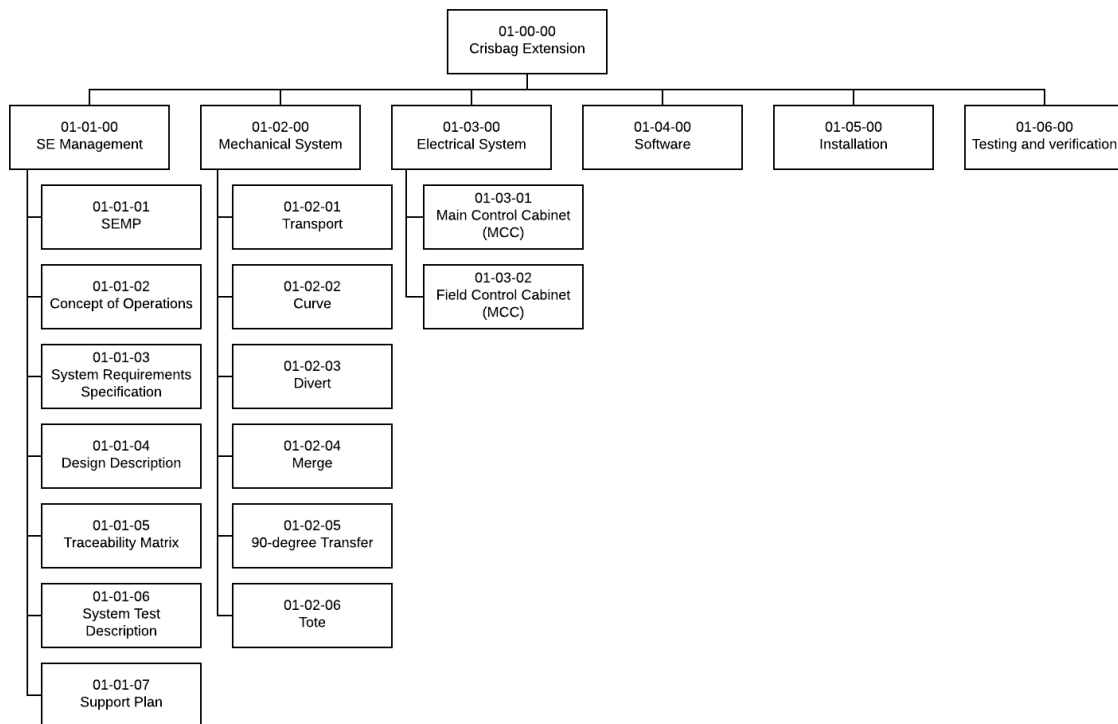 01-00-00
Crisbag Extension
01-01-00
SE Management
01-02-00
Mechanical System
01-03-00
Electrical System
01-04-00
Software
01-05-00
Installation
01-06-00
Testing and verification
01-01-01
SEMP
01-01-02
Concept of Operations
01-01-03
System Requirements
Specification
01-01-04
Design Description
01-01-05
Traceability Matrix
01-01-06
System Test
Description
01-01-07
Support Plan
01-02-01
Transport
01-02-02
Curve
01-02-03
Divert
01-02-04
Merge
01-02-05
90-degree Transfer
01-02-06
Tote
01-03-01
Main Control Cabinet
(MCC)
01-03-02
Field Control Cabinet
(MCC)